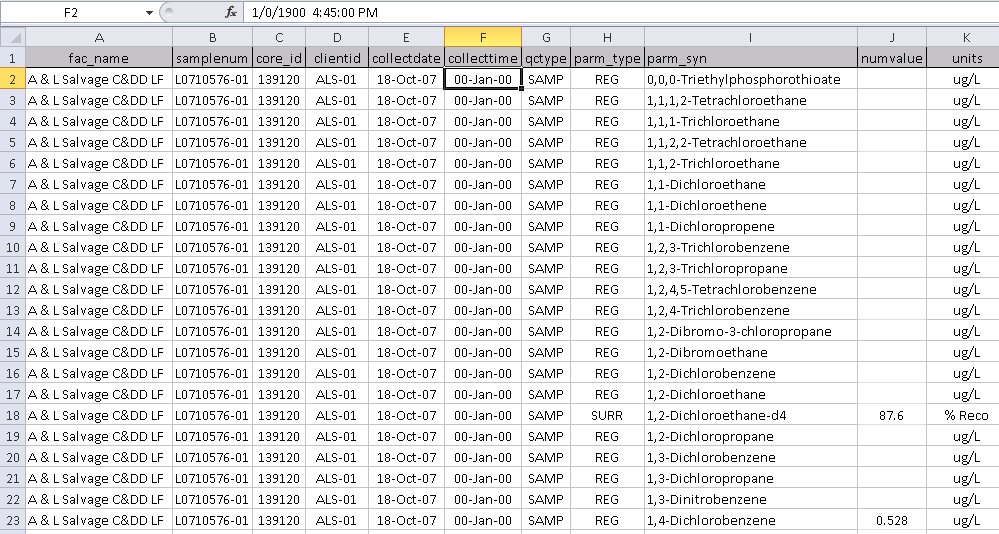 F2 fx 1/0/1900 4:45:00 PM
A B C D E F G H I J K
1 fac_name samplenum core_id clientid collectdate collecttime qctype parm_type parm_syn numvalue units
2 A & L Salvage C&DD LF L0710576-01 139120 ALS-01 18-Oct-07 00-Jan-00 SAMP REG 0,0,0-Triethylphosphorothioate ug/L
3 A & L Salvage C&DD LF L0710576-01 139120 ALS-01 18-Oct-07 00-Jan-00 SAMP REG 1,1,1,2-Tetrachloroethane ug/L
4 A & L Salvage C&DD LF L0710576-01 139120 ALS-01 18-Oct-07 00-Jan-00 SAMP REG 1,1,1-Trichloroethane ug/L
5 A & L Salvage C&DD LF L0710576-01 139120 ALS-01 18-Oct-07 00-Jan-00 SAMP REG 1,1,2,2-Tetrachloroethane ug/L
6 A & L Salvage C&DD LF L0710576-01 139120 ALS-01 18-Oct-07 00-Jan-00 SAMP REG 1,1,2-Trichloroethane ug/L
7 A & L Salvage C&DD LF L0710576-01 139120 ALS-01 18-Oct-07 00-Jan-00 SAMP REG 1,1-Dichloroethane ug/L
8 A & L Salvage C&DD LF L0710576-01 139120 ALS-01 18-Oct-07 00-Jan-00 SAMP REG 1,1-Dichloroethene ug/L
9 A & L Salvage C&DD LF L0710576-01 139120 ALS-01 18-Oct-07 00-Jan-00 SAMP REG 1,1-Dichloropropene ug/L
10 A & L Salvage C&DD LF L0710576-01 139120 ALS-01 18-Oct-07 00-Jan-00 SAMP REG 1,2,3-Trichlorobenzene ug/L
11 A & L Salvage C&DD LF L0710576-01 139120 ALS-01 18-Oct-07 00-Jan-00 SAMP REG 1,2,3-Trichloropropane ug/L
12 A & L Salvage C&DD LF L0710576-01 139120 ALS-01 18-Oct-07 00-Jan-00 SAMP REG 1,2,4,5-Tetrachlorobenzene ug/L
13 A & L Salvage C&DD LF L0710576-01 139120 ALS-01 18-Oct-07 00-Jan-00 SAMP REG 1,2,4-Trichlorobenzene ug/L
14 A & L Salvage C&DD LF L0710576-01 139120 ALS-01 18-Oct-07 00-Jan-00 SAMP REG 1,2-Dibromo-3-chloropropane ug/L
15 A & L Salvage C&DD LF L0710576-01 139120 ALS-01 18-Oct-07 00-Jan-00 SAMP REG 1,2-Dibromoethane ug/L
16 A & L Salvage C&DD LF L0710576-01 139120 ALS-01 18-Oct-07 00-Jan-00 SAMP REG 1,2-Dichlorobenzene ug/L
17 A & L Salvage C&DD LF L0710576-01 139120 ALS-01 18-Oct-07 00-Jan-00 SAMP REG 1,2-Dichloroethane ug/L
18 A & L Salvage C&DD LF L0710576-01 139120 ALS-01 18-Oct-07 00-Jan-00 SAMP SURR 1,2-Dichloroethane-d4 87.6 % Reco
19 A & L Salvage C&DD LF L0710576-01 139120 ALS-01 18-Oct-07 00-Jan-00 SAMP REG 1,2-Dichloropropane ug/L
20 A & L Salvage C&DD LF L0710576-01 139120 ALS-01 18-Oct-07 00-Jan-00 SAMP REG 1,3-Dichlorobenzene ug/L
21 A & L Salvage C&DD LF L0710576-01 139120 ALS-01 18-Oct-07 00-Jan-00 SAMP REG 1,3-Dichloropropane ug/L
22 A & L Salvage C&DD LF L0710576-01 139120 ALS-01 18-Oct-07 00-Jan-00 SAMP REG 1,3-Dinitrobenzene ug/L
23 A & L Salvage C&DD LF L0710576-01 139120 ALS-01 18-Oct-07 00-Jan-00 SAMP REG 1,4-Dichlorobenzene 0.528 ug/L